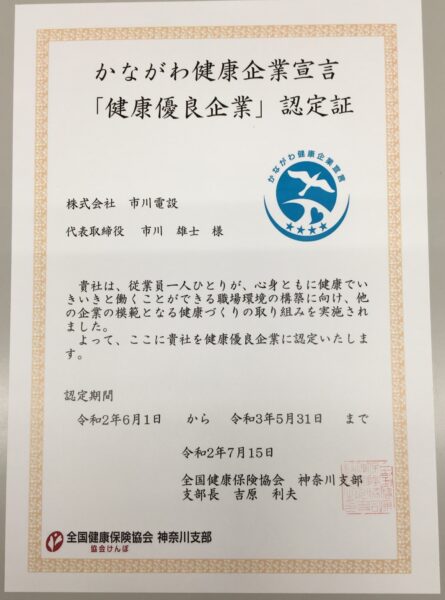 かながわ健康企業宣言
「健康優良企業」認定証
かながわ健康企業宣言
株式会社 市川電設
代表取締役 市川 雄士 様
貴社は、従業員一人ひとりが、心身ともに健康でい
きいきと働くことができる職場環境の構築に向け、他
の企業の模範となる健康づくりの取り組みを実施され
ました。
よって、ここに貴社を健康優良企業に認定いたしま
す。
認定期間
令和2年6月1日 から 令和3年5月31日 まで
令和2年7月15日
全国健康保険協会 神奈川支部
支部長 吉原 利夫
全国健康保険協会 神奈川支部
協会けんぽ